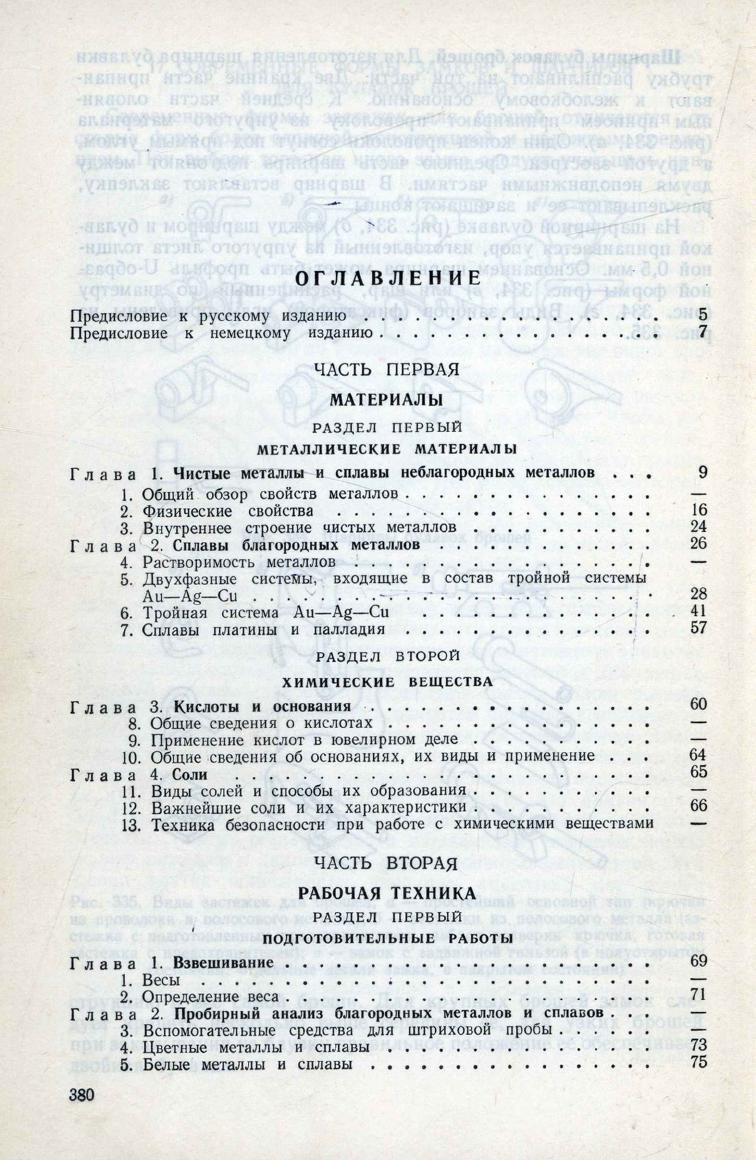 ОГЛАВЛЕНИЕ
Предисловие к русскому изданию . . . . . . . . . . . . . . . . . . 5
Предисловие к немецкому изданию . . . . . . . . . . . . . . . . . 7
ЧАСТЬ ПЕРВАЯ
МАТЕРИАЛЫ
РАЗДЕЛ ПЕРВЫЙ
МЕТАЛЛИЧЕСКИЕ МАТЕРИАЛЫ
Глава 1. Чистые металлы и сплавы неблагородных металлов . . . 9
1. Общий обзор свойств металлов . . . . . . . . . . . . . . . —
2. Физические свойства . . . . . . . . . . . . . . . . . . . 16
3. Внутреннее строение чистых металлов . . . . . . . . . . . . 24
Глава 2. Сплавы благородных металлов . . . . . . . . . . . . . 26
4. Растворимость металлов . . . . . . . . . . . . . . . . . . —
5. Двухфазные системы, входящие в состав тройной системы
Au—Ag—Cu . . . . . . . . . . . . . . . . . . . . . . . . 28
6. Тройная система Au—Ag—Cu . . . . . . . . . . . . . . 41
7. Сплавы платины и палладия . . . . . . . . . . . . . . . 57
РАЗДЕЛ ВТОРОЙ
ХИМИЧЕСКИЕ ВЕЩЕСТВА
Глава 3. Кислоты и основания . . . . . . . . . . . . . . . . . 60
8. Общие сведения о кислотах . . . . . . . . . . . . . . . . —
9. Применение кислот в ювелирном деле . . . . . . . . . . . —
10. Общие сведения об основаниях, их виды и применение . . . 64
Глава 4. Соли . . . . . . . . . . . . . . . . . . . . . . . . . 65
11. Виды солей и способы их образования . . . . . . . . . . . —
12. Важнейшие соли и их характеристики . . . . . . . . . . . 66
13. Техника безопасности при работе с химическими веществами —
ЧАСТЬ ВТОРАЯ
РАБОЧАЯ ТЕХНИКА
РАЗДЕЛ ПЕРВЫЙ
ПОДГОТОВИТЕЛЬНЫЕ РАБОТЫ
Глава 1. Взвешивание . . . . . . . . . . . . . . . . . . . . . . 69
1. Весы . . . . . . . . . . . . . . . . . . . . . . . . . . . —
2. Определение веса . . . . . . . . . . . . . . . . . . . . . 71
Глава 2. Пробирный анализ благородных металлов и сплавов . . . —
3. Вспомогательные средства для штриховой пробы . . . . . . —
4. Цветные металлы и сплавы . . . . . . . . . . . . . . . . 73
5. Белые металлы и сплавы . . . . . . . . . . . . . . . . . 75
380